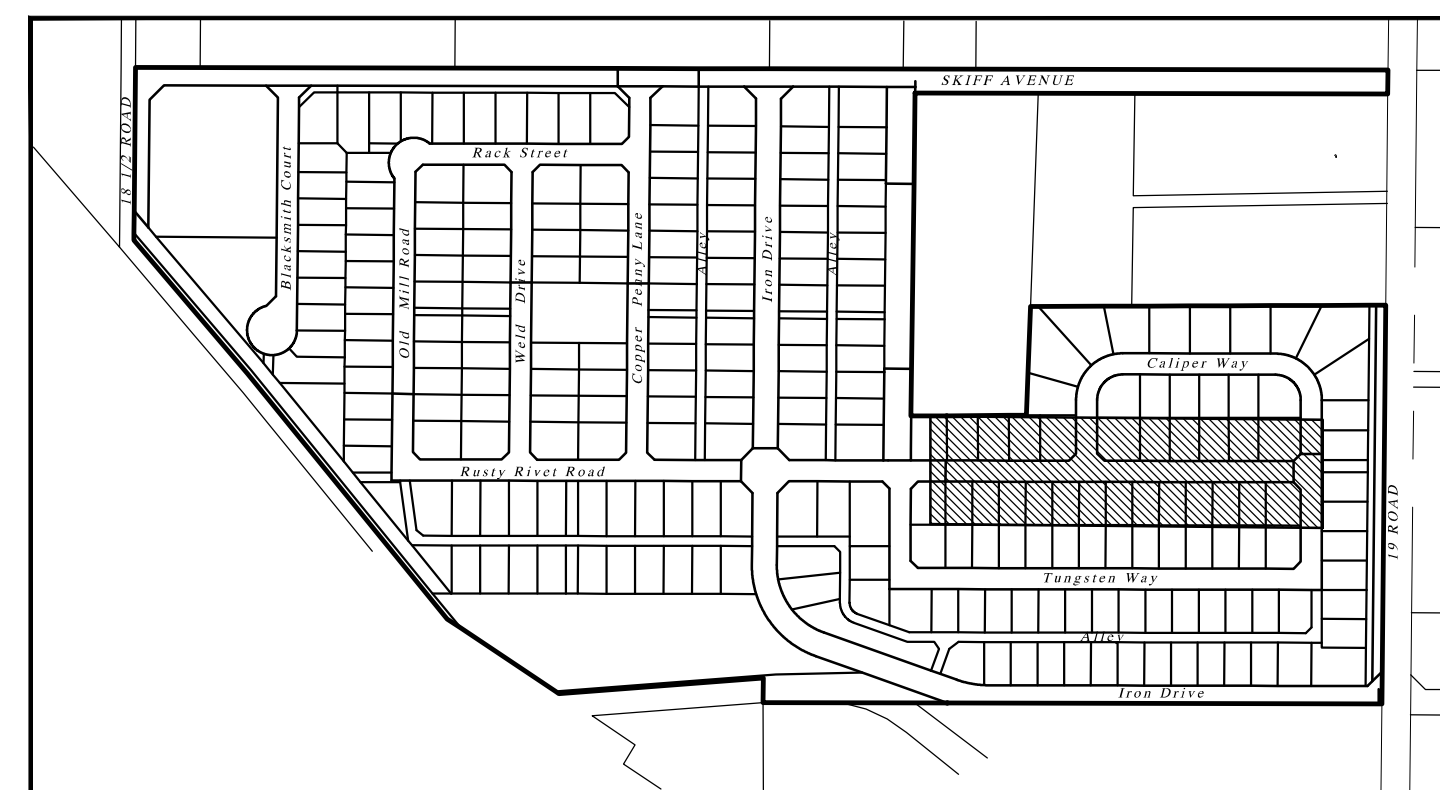 SKIFF AVENUE
18 1/2 ROAD
Rack Street
Blacksmith Court
Old Mill Road
Weld Drive
Copper Penny Lane
Alley
Iron Drive
Alley
Caliper Way
Rusty Rivet Road
19 ROAD
Tungsten Way
Alley
Iron Drive